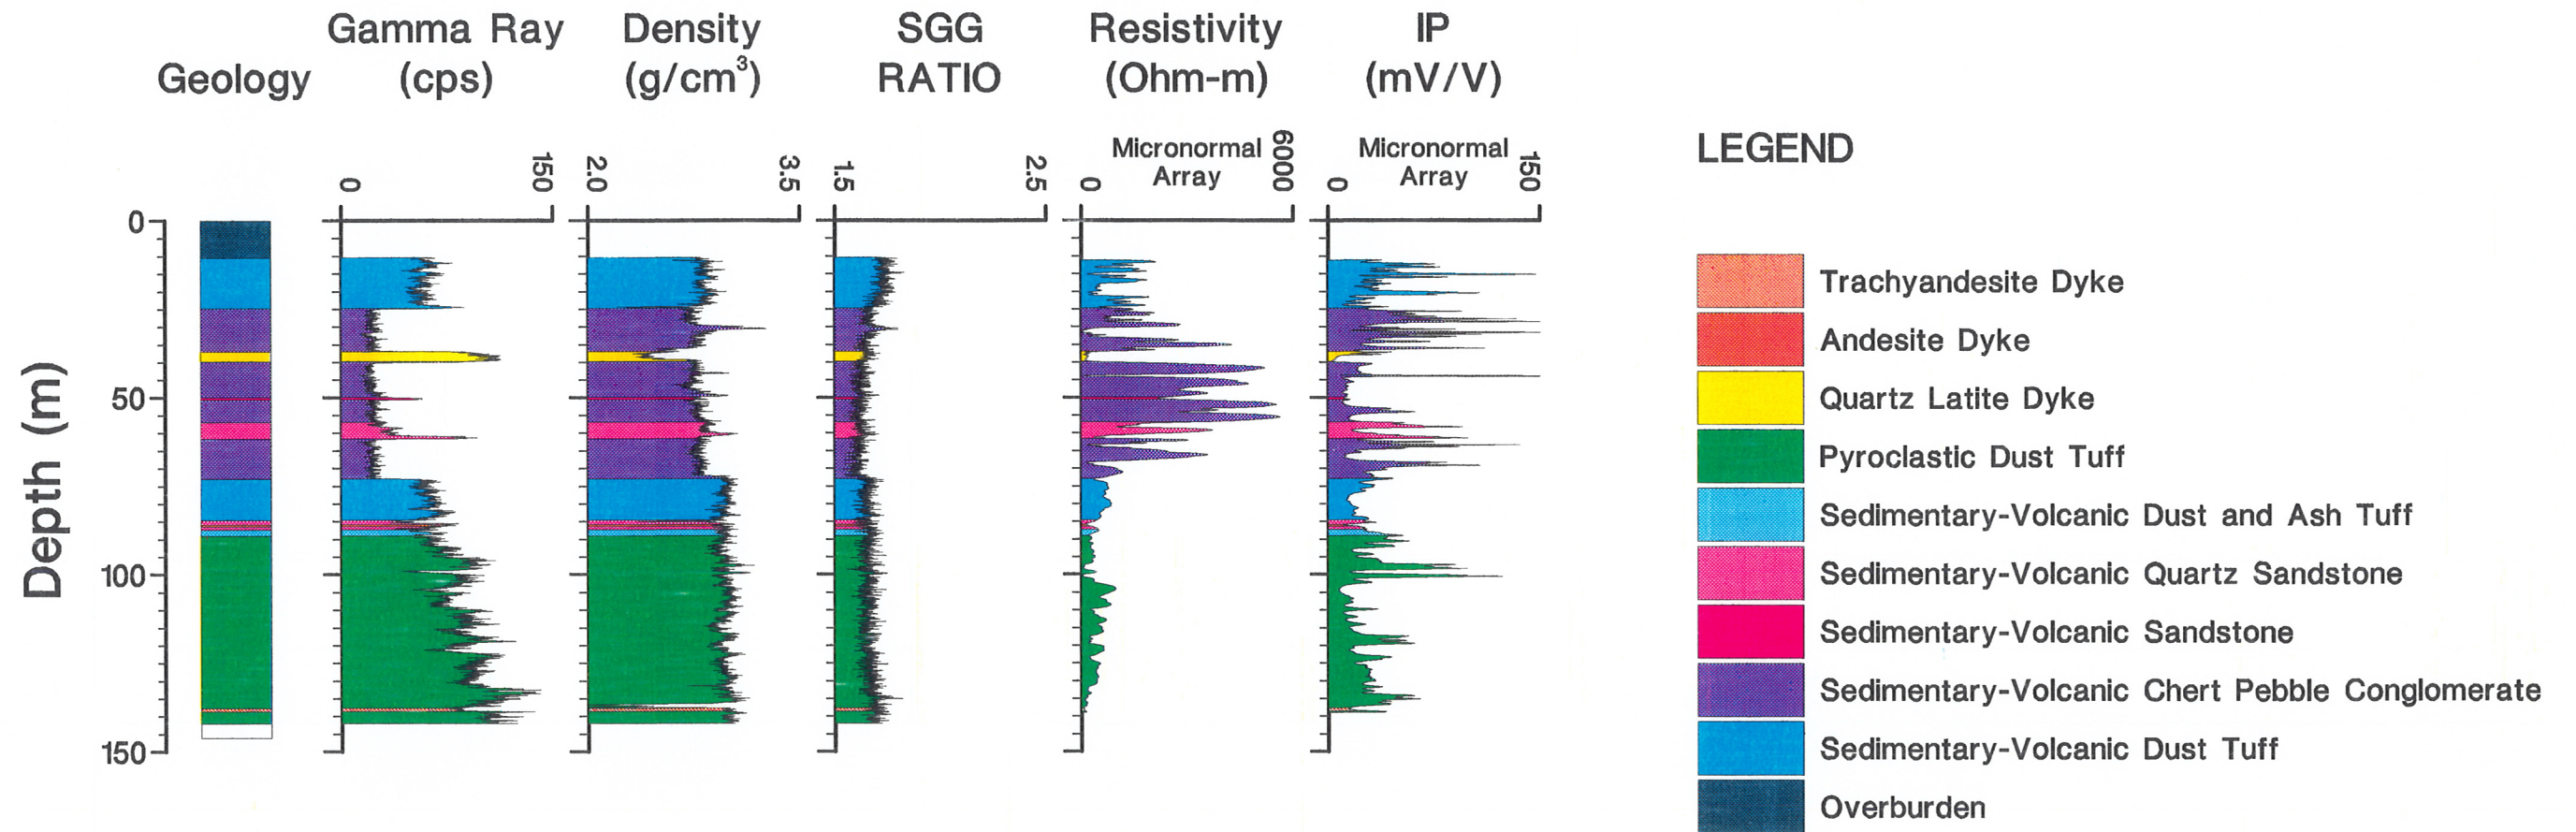 Geology
Gamma Ray
(cps)
Density
(g/cm³)
SGG
RATIO
Resistivity
(Ohm-m)
IP
(mV/V)
0
150
2.0
3.5
1.5
2.5
Micronormal
Array
0
6000
Micronormal
Array
0
150
Depth (m)
0
50
100
150
LEGEND
Trachyandesite Dyke
Andesite Dyke
Quartz Latite Dyke
Pyroclastic Dust Tuff
Sedimentary-Volcanic Dust and Ash Tuff
Sedimentary-Volcanic Quartz Sandstone
Sedimentary-Volcanic Sandstone
Sedimentary-Volcanic Chert Pebble Conglomerate
Sedimentary-Volcanic Dust Tuff
Overburden